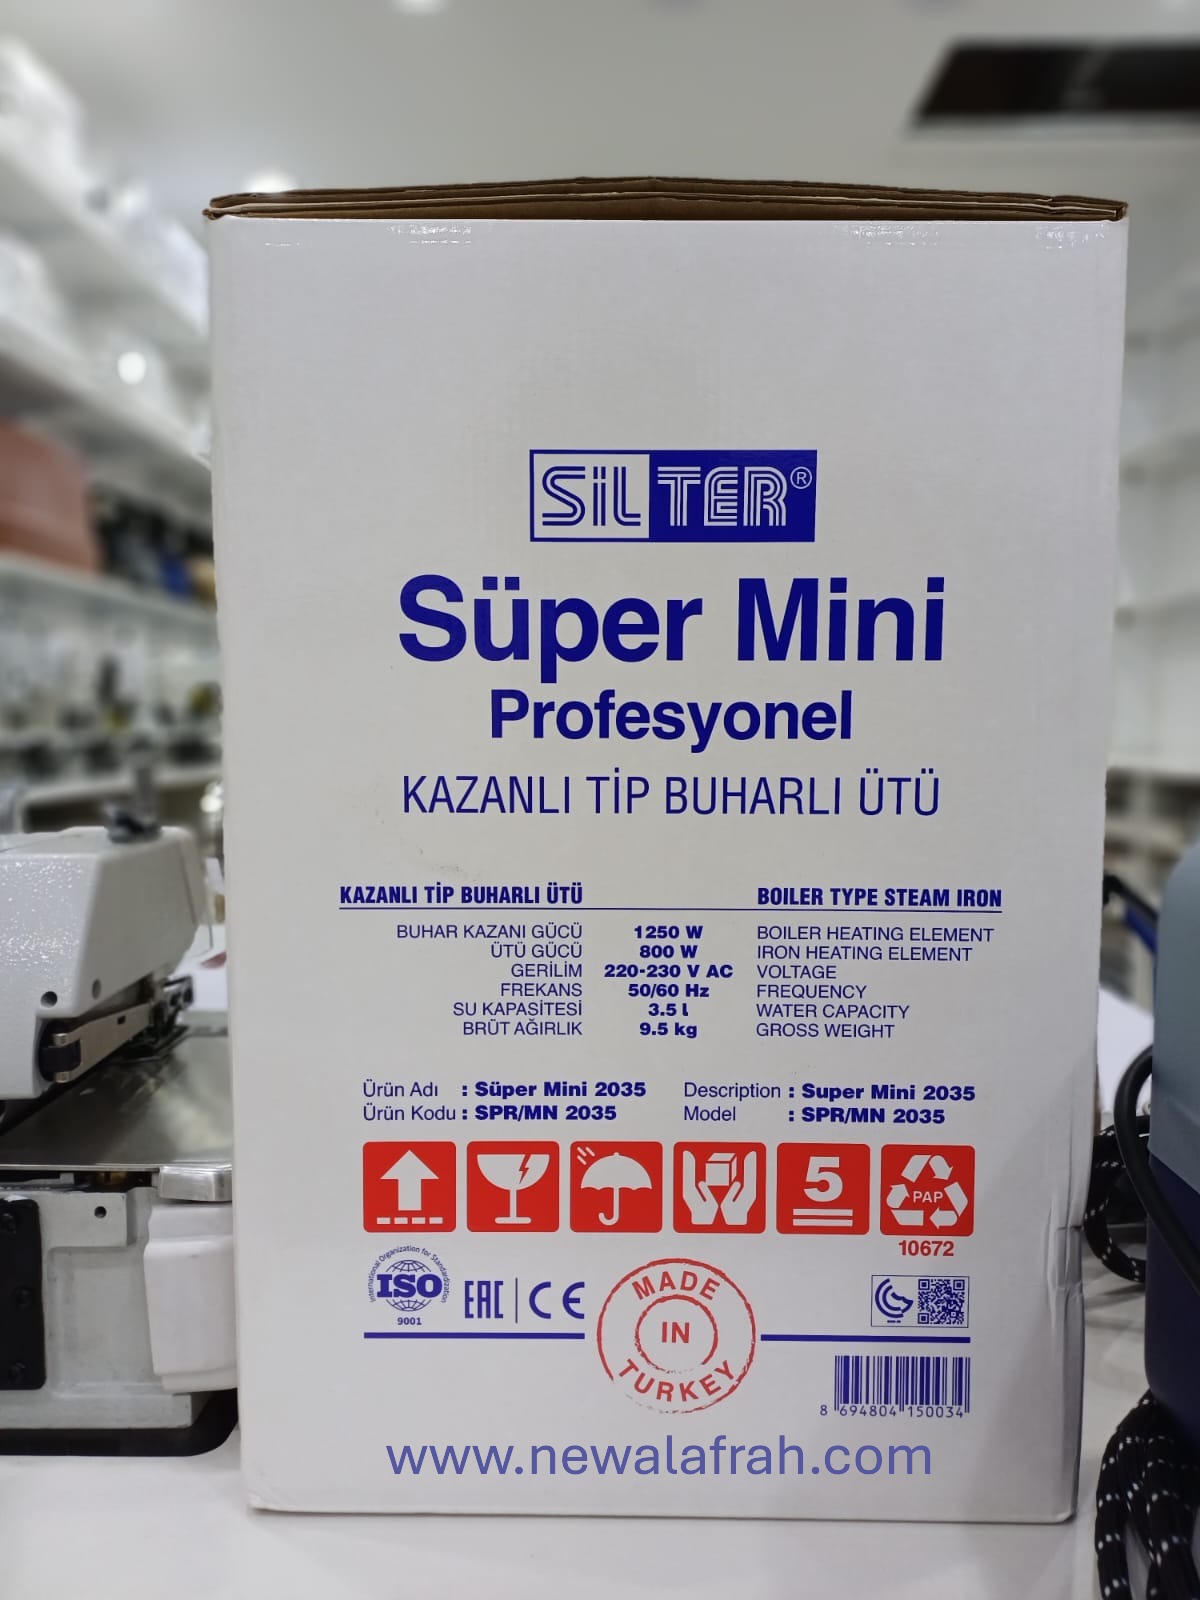 SİLTER®
Süper Mini
Profesyonel
KAZANLI TİP BUHARLI ÜTÜ
KAZANLI TİP BUHARLI ÜTÜ BOILER TYPE STEAM IRON
BUHAR KAZANI GÜCÜ 1250 W BOILER HEATING ELEMENT
ÜTÜ GÜCÜ 800 W IRON HEATING ELEMENT
GERİLİM 220-230 V AC VOLTAGE
FREKANS 50/60 Hz FREQUENCY
SU KAPASİTESİ 3.5 l WATER CAPACITY
BRÜT AĞIRLIK 9.5 kg GROSS WEIGHT
Ürün Adı : Süper Mini 2035 Description : Super Mini 2035
Ürün Kodu : SPR/MN 2035 Model : SPR/MN 2035
5
PAP
10672
International Organization for Standardization
ISO
9001
EAC CE
MADE
IN
TURKEY
8 694804 150034
www.newalafrah.com